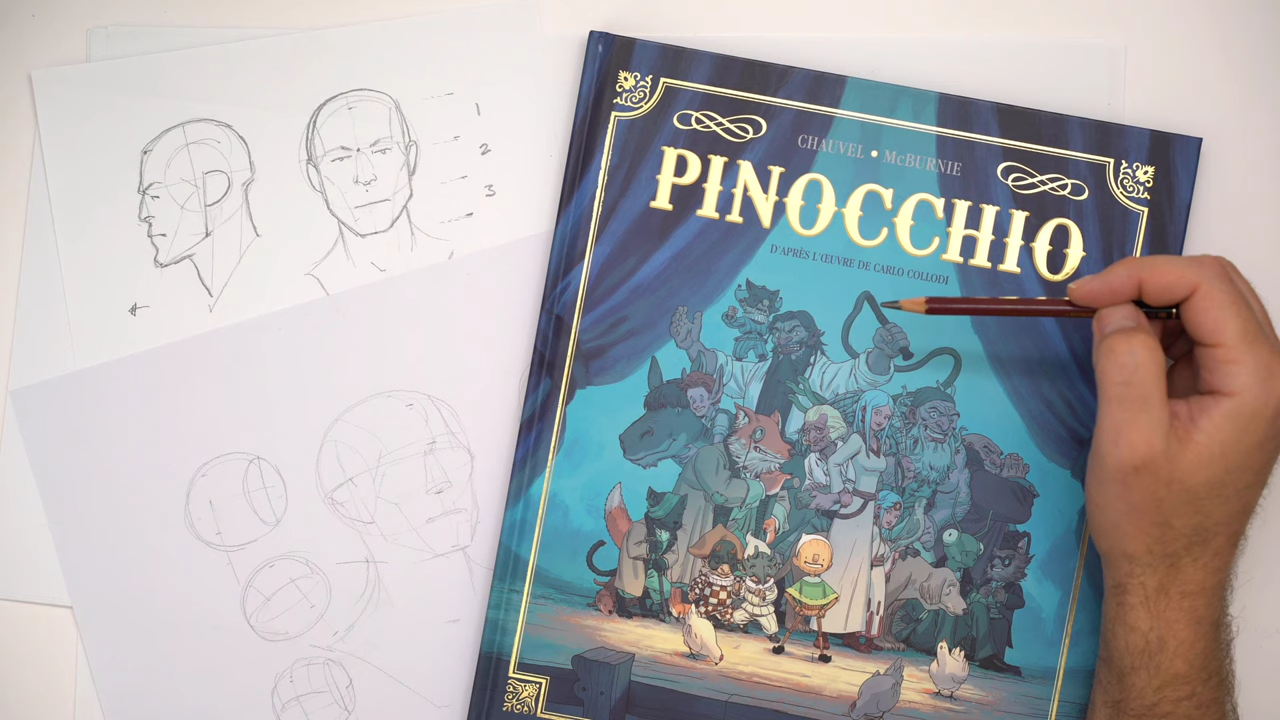 1
2
3
CHAUVEL • McBURNIE
PINOCCHIO
D'APRÈS L'ŒUVRE DE CARLO COLLODI